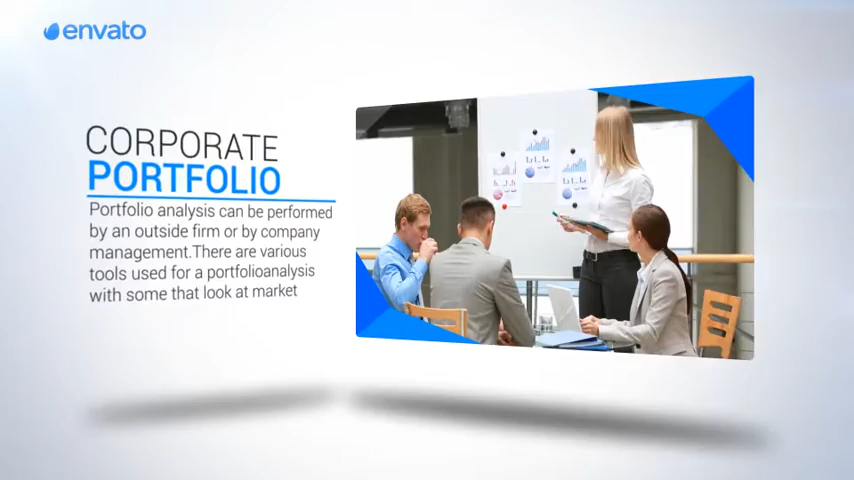 envato
CORPORATE
PORTFOLIO
Portfolio analysis can be performed
by an outside firm or by company
management.There are various
tools used for a portfolioanalysis
with some that look at market